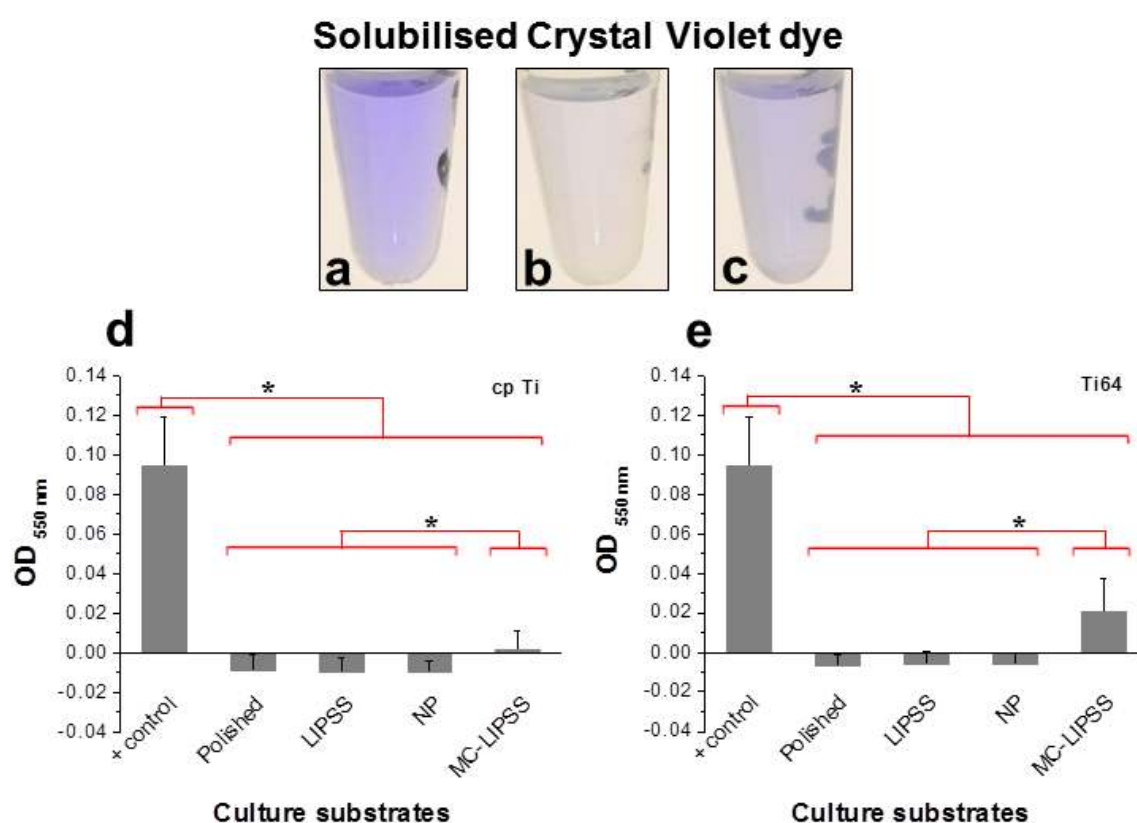 Solubilised Crystal Violet dye
a
b
c
d
e
0.14
0.12
0.10
0.08
0.06
0.04
0.02
0.00
-0.02
-0.04
OD 550 nm
*
*
cp Ti
+ control
Polished
LIPSS
NP
MC-LIPSS
Culture substrates
0.14
0.12
0.10
0.08
0.06
0.04
0.02
0.00
-0.02
-0.04
OD 550 nm
*
*
Ti64
+ control
Polished
LIPSS
NP
MC-LIPSS
Culture substrates